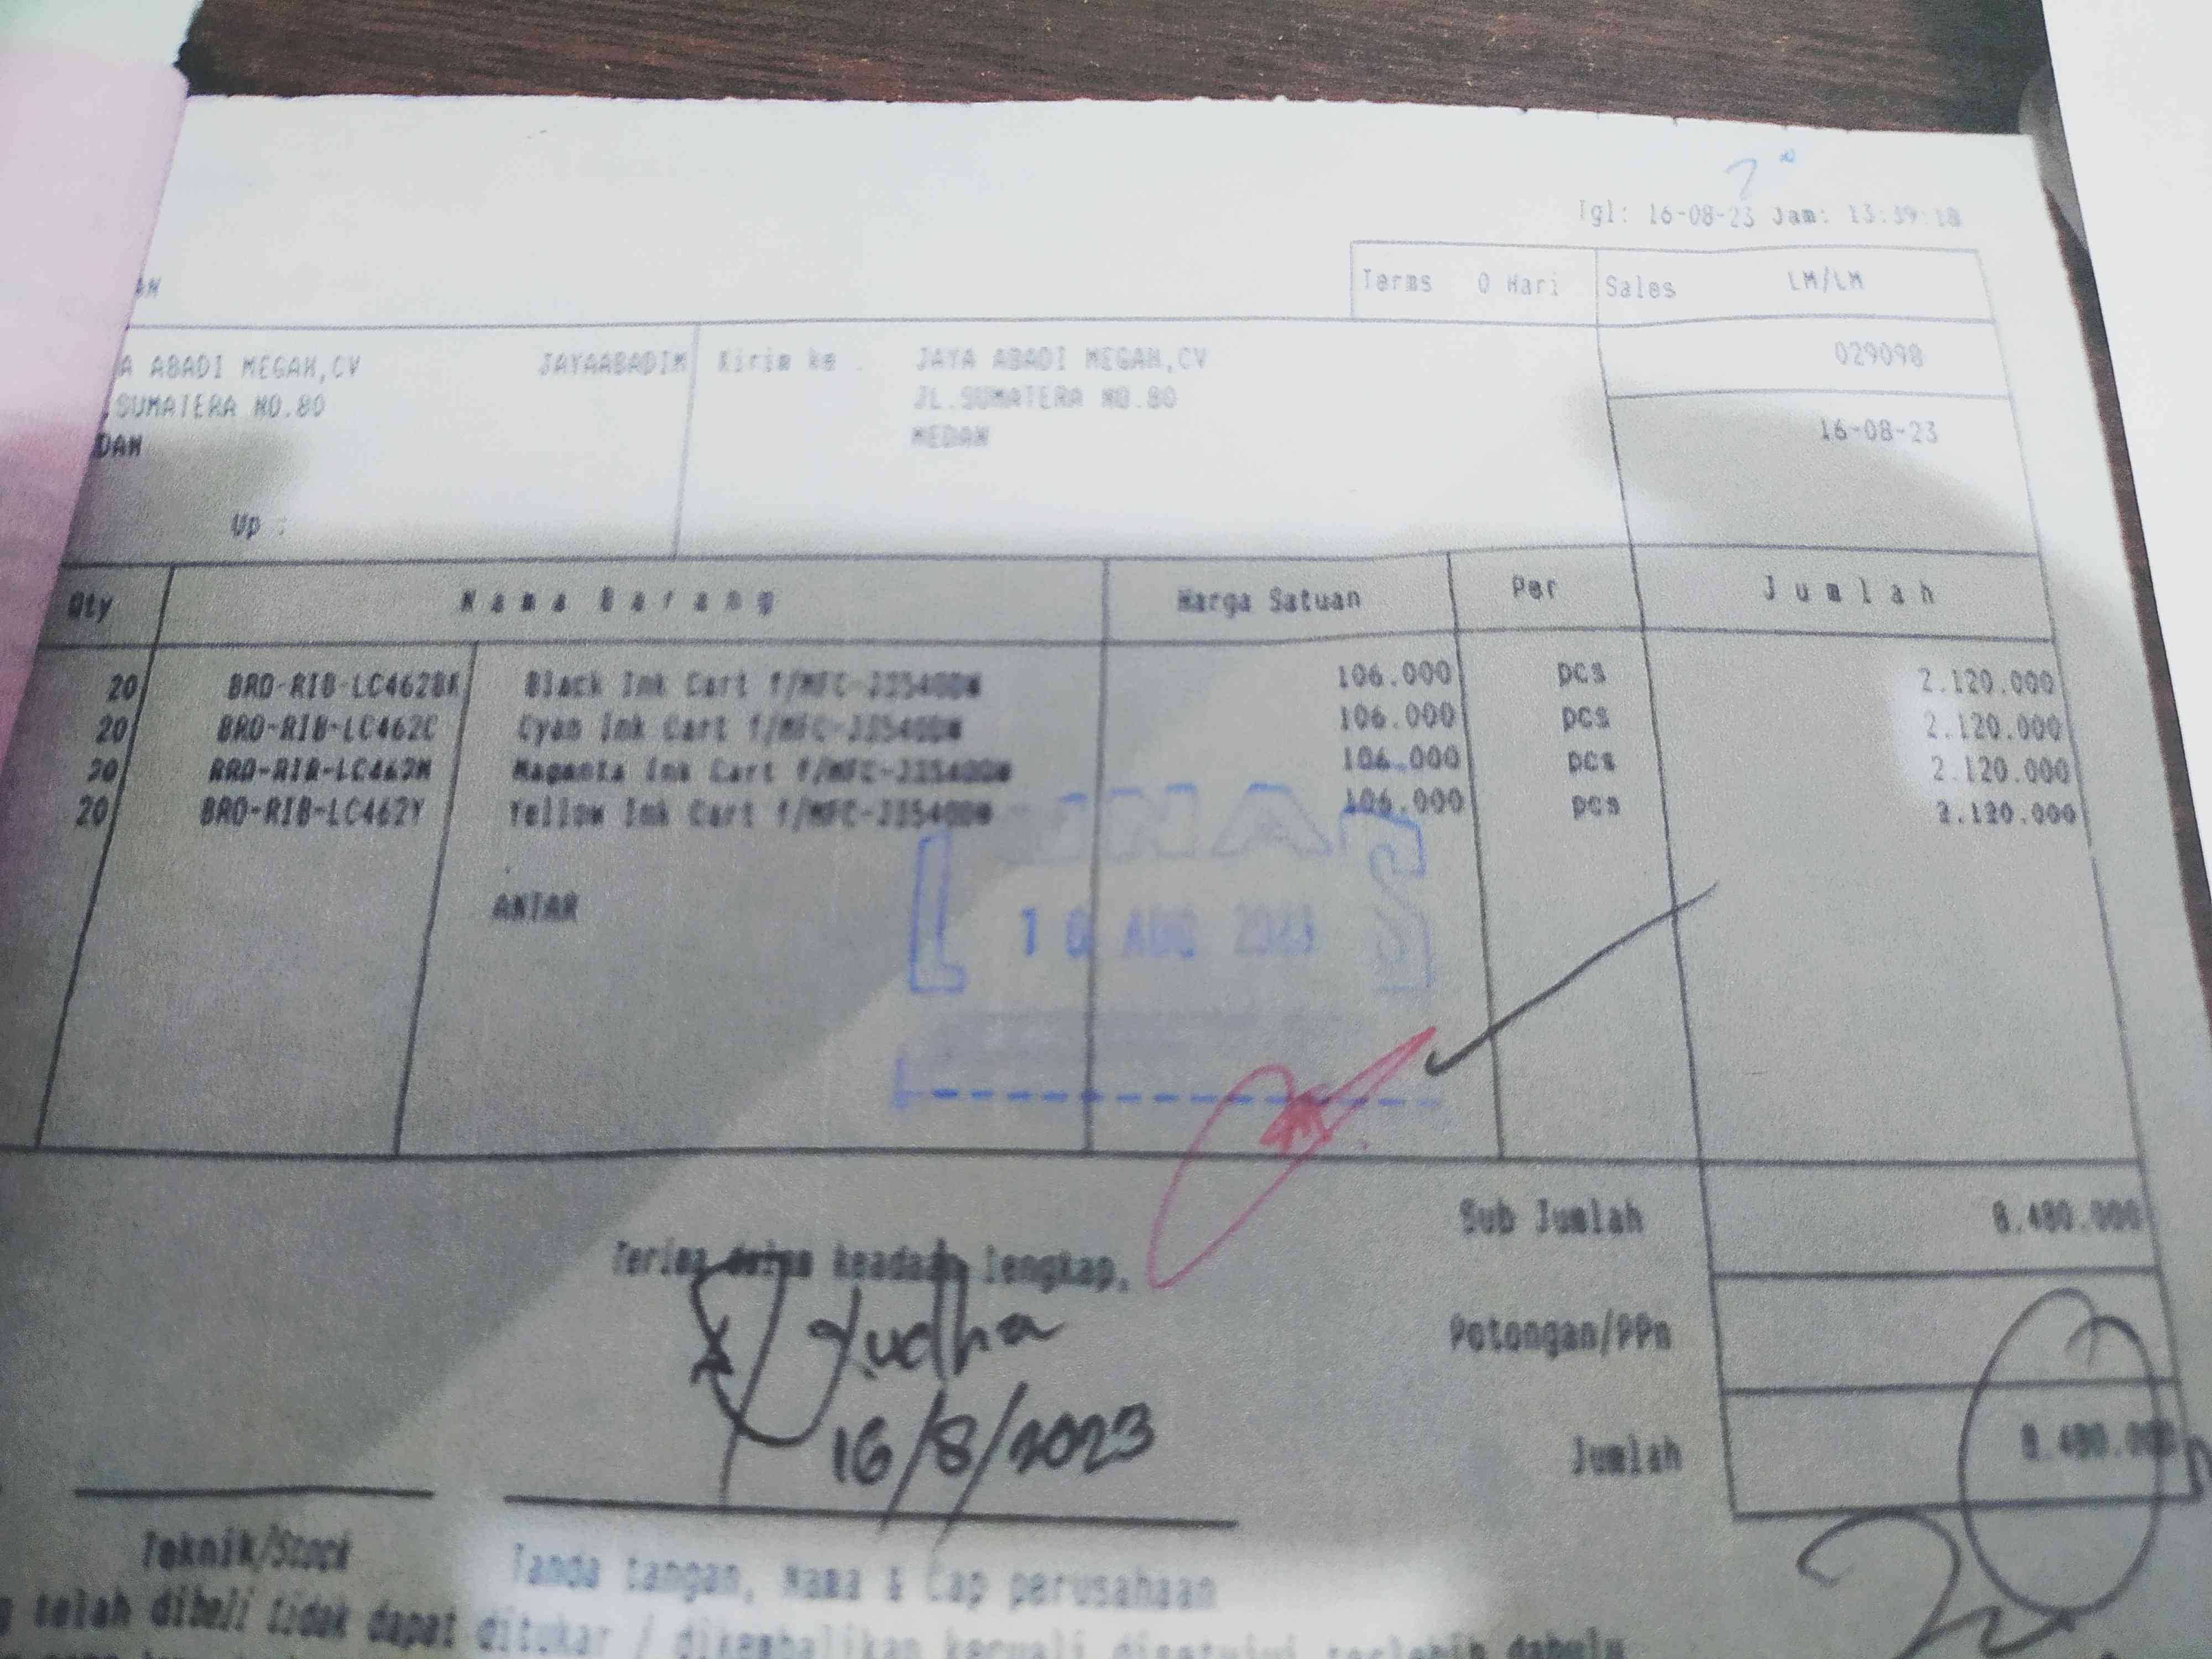 Tgl: 16-08-23 Jam: 13:39:18
AN
Terms 0 Hari Sales LM/LM
A ABADI MEGAH,CV JAYAABADIM Kirim ke : JAYA ABADI MEGAH,CV 029098
.SUMATERA NO.80 JL.SUMATERA NO.80
DAN MEDAN 16-08-23
Up :
Qty Nama Barang Harga Satuan Per Jumlah
20 BRO-RIB-LC462BK Black Ink Cart f/MFC-J3540DW 106.000 pcs 2.120.000
20 BRO-RIB-LC462C Cyan Ink Cart f/MFC-J3540DW 106.000 pcs 2.120.000
20 BRO-RIB-LC462M Magenta Ink Cart f/MFC-J3540DW 106.000 pcs 2.120.000
20 BRO-RIB-LC462Y Yellow Ink Cart f/MFC-J3540DW 106.000 pcs 2.120.000
ANTAR
16 AUG 2023
Sub Jumlah 8.480.000
Terima dalam keadaan lengkap,
Yudha
Potongan/PPn
16/8/2023
Jumlah 8.480.000
Teknik/Stock Tanda tangan, Nama & Cap perusahaan
telah dibeli tidak dapat ditukar / dikembalikan kecuali disetujui terlebih dahulu